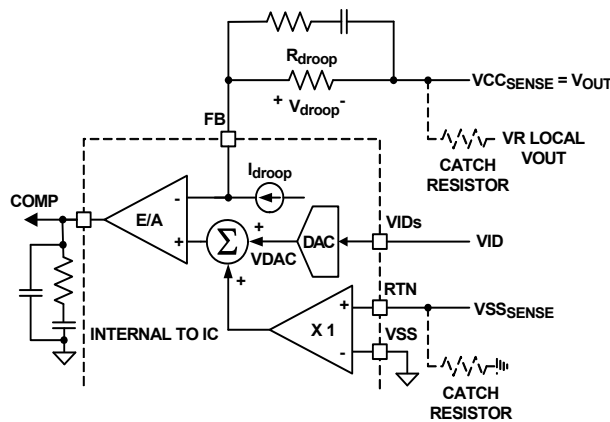 Rdroop
+ Vdroop -
VCCSENSE = VOUT
FB
VR LOCAL
VOUT
CATCH
RESISTOR
Idroop
COMP
E/A
-
+
Σ
+
+
VDAC
DAC
VIDs
VID
RTN
VSSSENSE
X 1
+
-
VSS
INTERNAL TO IC
CATCH
RESISTOR